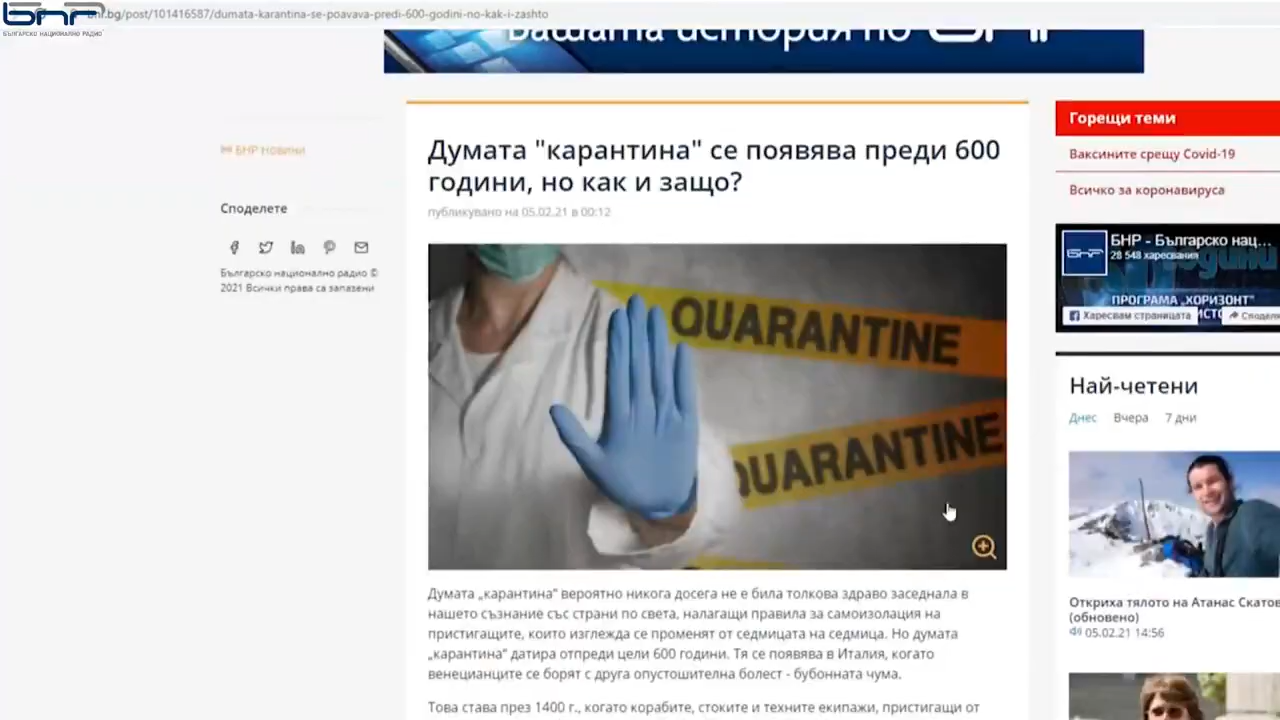 бнр
БЪЛГАРСКО НАЦИОНАЛНО РАДИО
bnr.bg/post/101416587/dumata-karantina-se-poavava-predi-600-godini-no-kak-i-zashto
вашата история по БНР
БНР Новини
Споделете
Българско национално радио ©
2021 Всички права са запазени
Думата "карантина" се появява преди 600
години, но как и защо?
публикувано на 05.02.21 в 00:12
QUARANTINE
QUARANTINE
Думата „карантина" вероятно никога досега не е била толкова здраво заседнала в
нашето съзнание със страни по света, налагащи правила за самоизолация на
пристигащите, които изглежда се променят от седмицата на седмица. Но думата
„карантина" датира отпреди цели 600 години. Тя се появява в Италия, когато
венецианците се борят с друга опустошителна болест - бубонната чума.
Това става през 1400 г., когато корабите, стоките и техните екипажи, пристигащи от
Горещи теми
Ваксините срещу Covid-19
Всичко за коронавируса
БНР - Българско нац...
28 548 харесвания
години
ПРОГРАМА „ХОРИЗОНТ"
Харесвам страницата
Най-четени
Днес Вчера 7 дни
Откриха тялото на Атанас Скатов
(обновено)
05.02.21 14:56